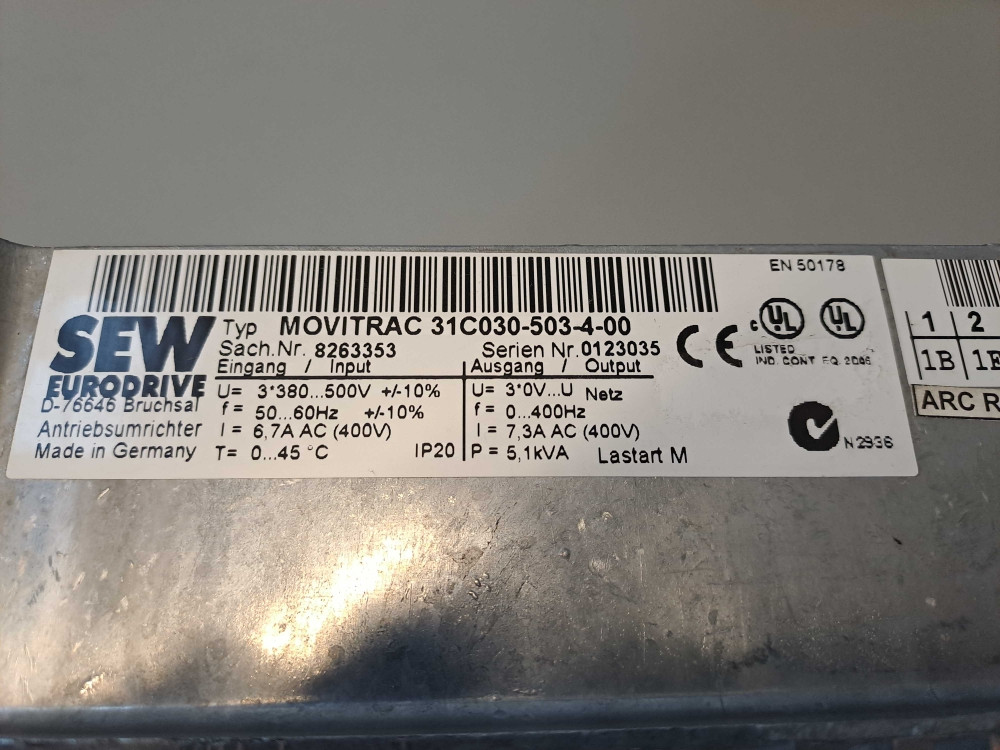 EN 50178
SEW
EURODRIVE
Typ MOVITRAC 31C030-503-4-00
Sach.Nr. 8263353 Serien Nr. 0123035
Eingang / Input Ausgang / Output
U= 3*380...500V +/-10% U= 3*0V...U Netz
f= 50...60Hz +/-10% f= 0...400Hz
I= 6,7A AC (400V) I= 7,3A AC (400V)
T= 0...45 °C IP20 P= 5,1kVA Lastart M
D-76646 Bruchsal
Antriebsumrichter
Made in Germany
CE
c UL UL
LISTED
IND. CONT. EQ. 2D06
N2936
1 2
1B
ARC